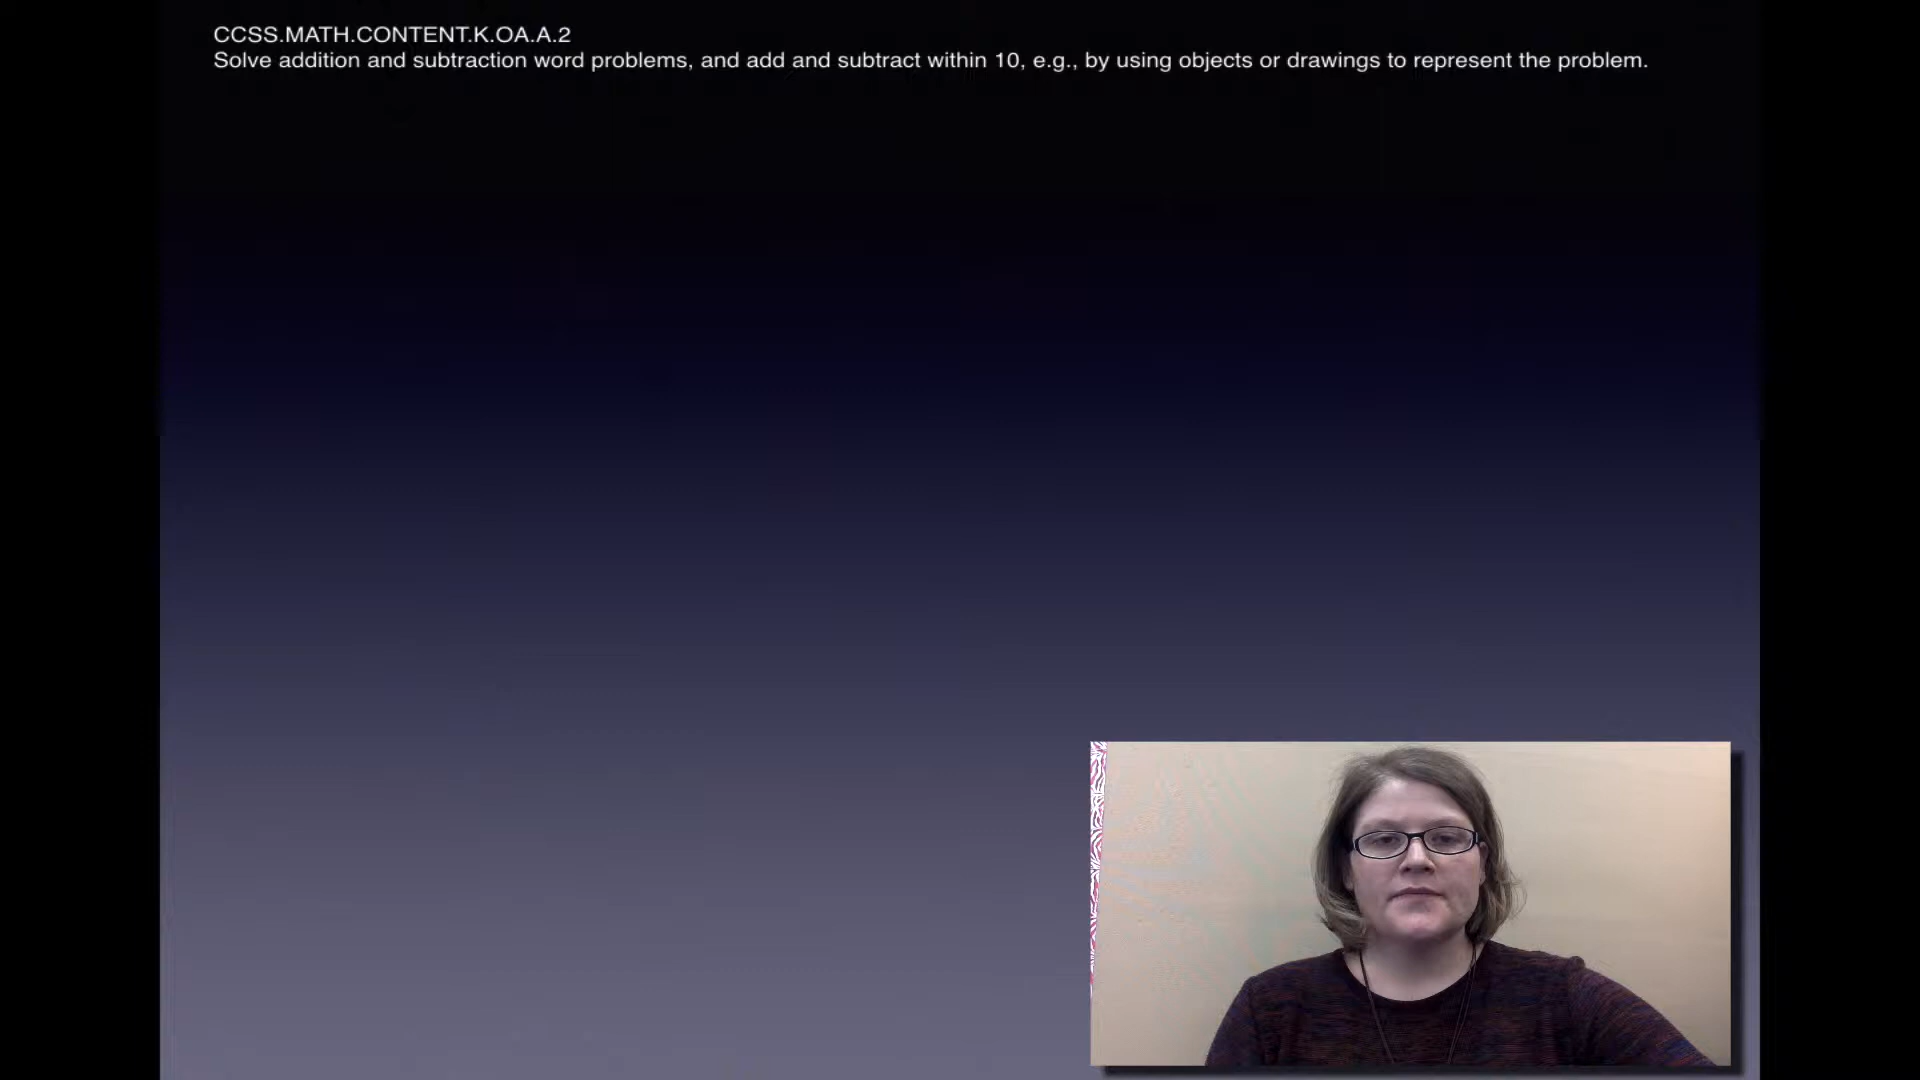 CCSS.MATH.CONTENT.K.OA.A.2
Solve addition and subtraction word problems, and add and subtract within 10, e.g., by using objects or drawings to represent the problem.